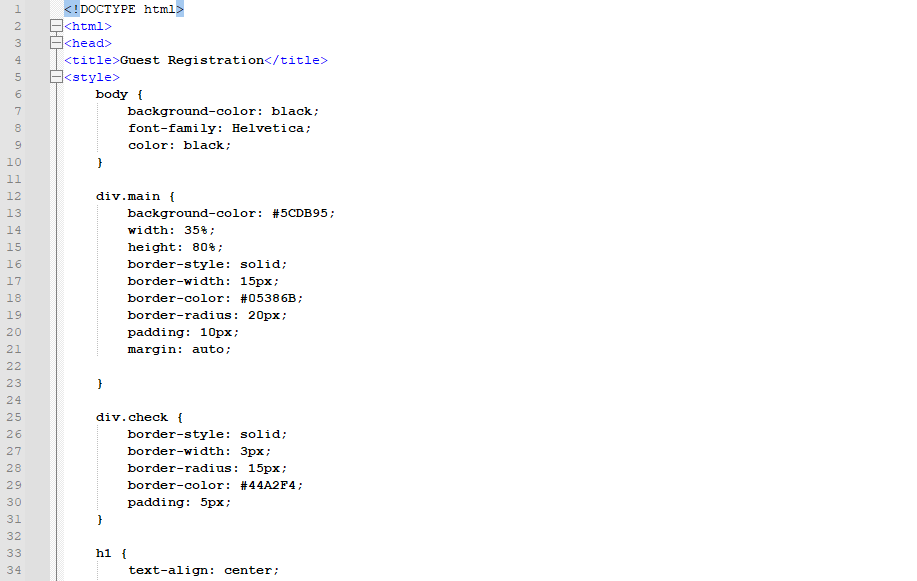 1 <!DOCTYPE html>
2 <html>
3 <head>
4 <title>Guest Registration</title>
5 <style>
6     body {
7         background-color: black;
8         font-family: Helvetica;
9         color: black;
10     }
11
12     div.main {
13         background-color: #5CDB95;
14         width: 35%;
15         height: 80%;
16         border-style: solid;
17         border-width: 15px;
18         border-color: #05386B;
19         border-radius: 20px;
20         padding: 10px;
21         margin: auto;
22
23     }
24
25     div.check {
26         border-style: solid;
27         border-width: 3px;
28         border-radius: 15px;
29         border-color: #44A2F4;
30         padding: 5px;
31     }
32
33     h1 {
34         text-align: center;